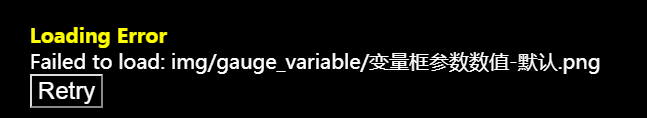 Loading Error
Failed to load: img/gauge_variable/变量框参数数值-默认.png
Retry